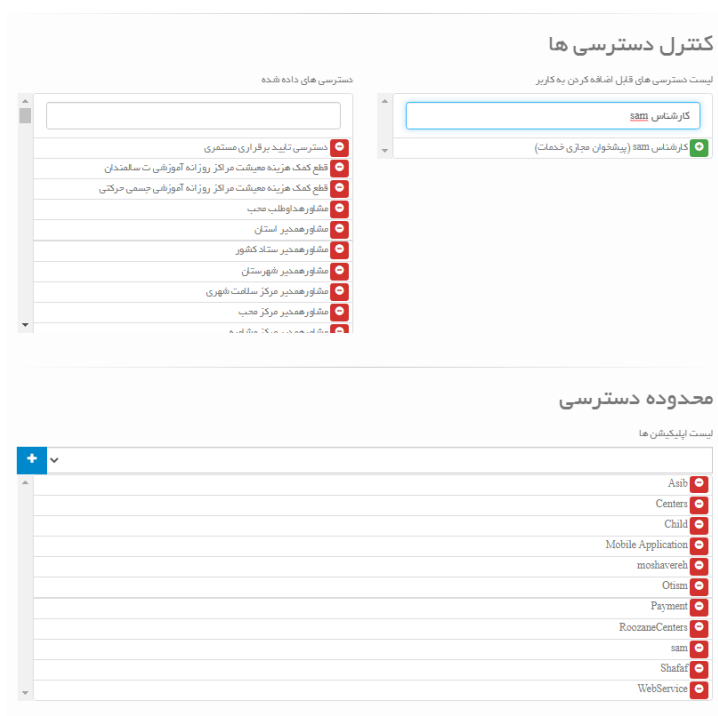 کنترل دسترسی ها
لیست دسترسی های قابل اضافه کردن به کاربر
کارشناس sam
کارشناس sam (پیشخوان مجازی خدمات)
دسترسی های داده شده
دسترسی تایید برقراری مستمری
قطع کمک هزینه معیشت مراکز روزانه آموزشی ت سالمندان
قطع کمک هزینه معیشت مراکز روزانه آموزشی جسمی حرکتی
مشاورهداوطلب محب
مشاورهمدیر استان
مشاورهمدیر ستاد کشور
مشاورهمدیر شهرستان
مشاورهمدیر مرکز سلامت شهری
مشاورهمدیر مرکز محب
مشاورهمدیر مرکز مشاوره
محدوده دسترسی
لیست اپلیکیشن ها
Asib
Centers
Child
Mobile Application
moshavereh
Otism
Payment
RoozaneCenters
sam
Shafaf
WebService